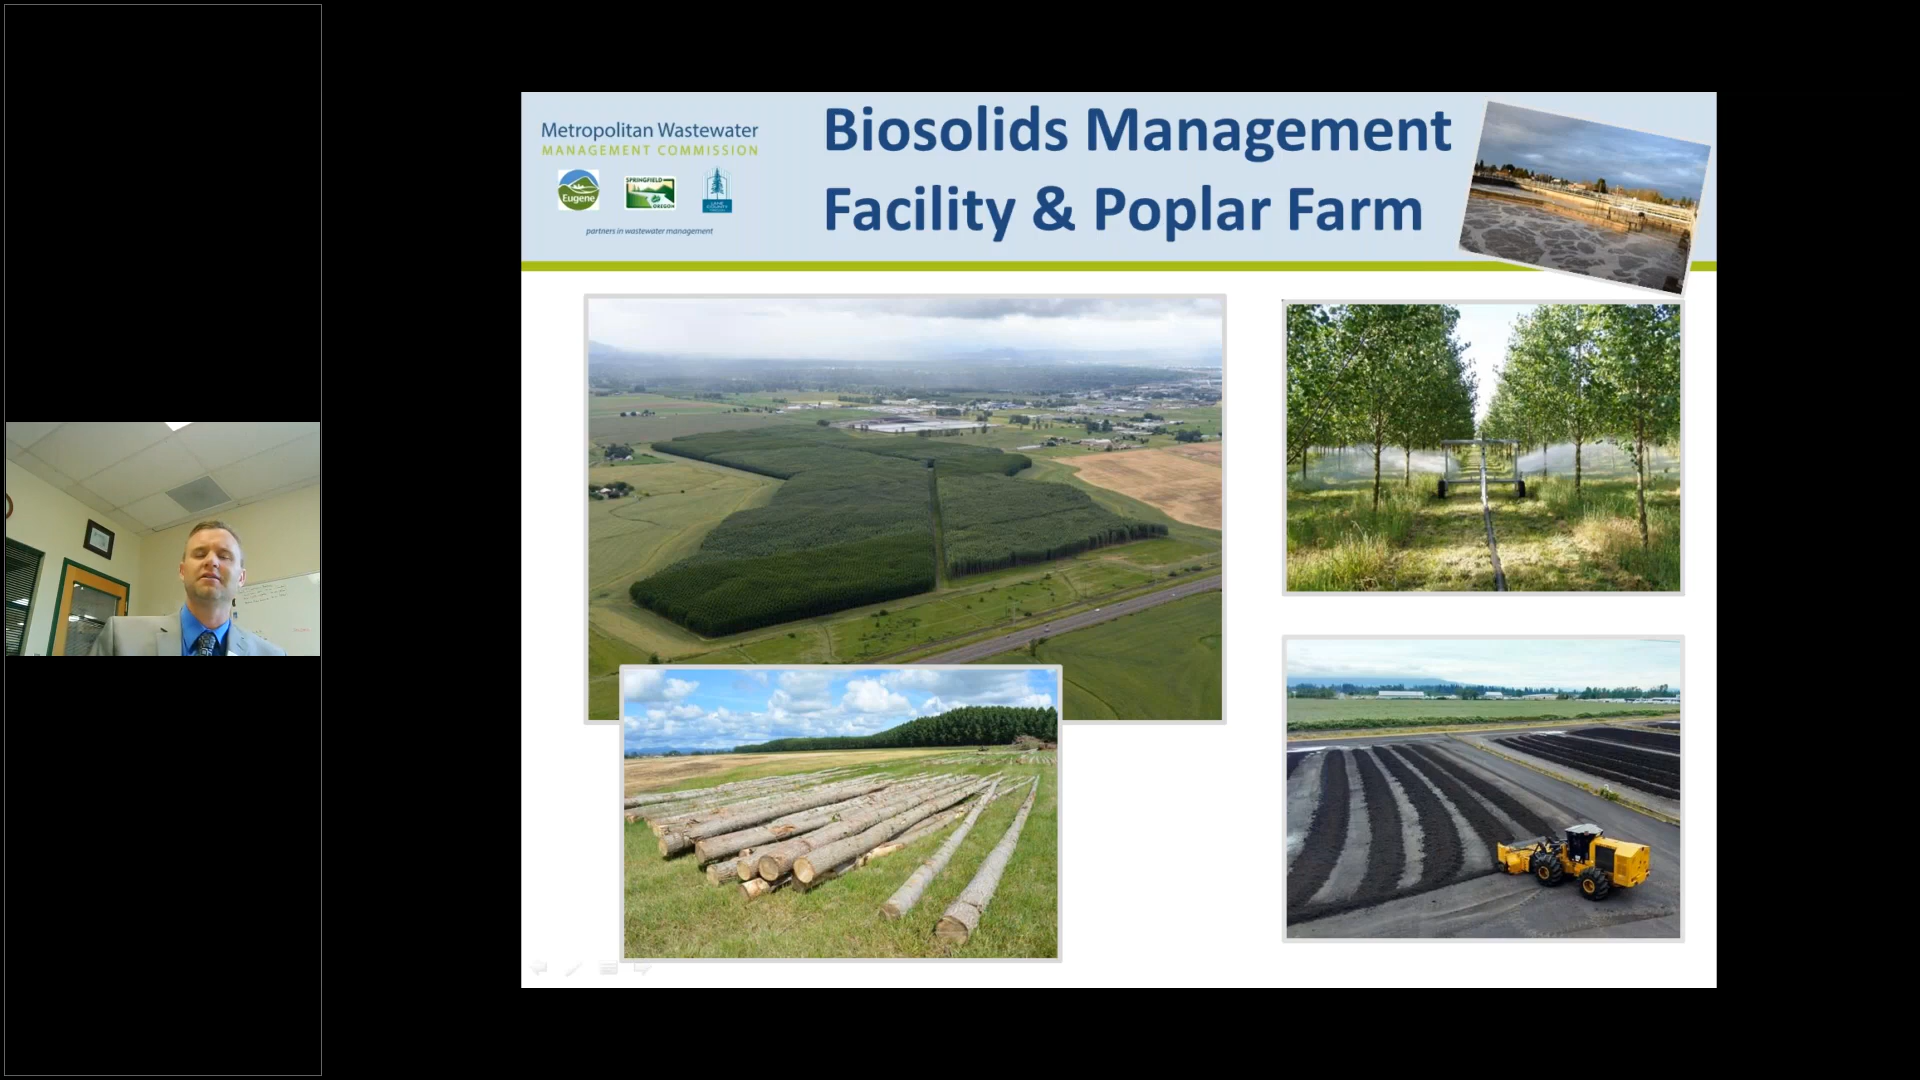 Metropolitan Wastewater
MANAGEMENT COMMISSION
Eugene
SPRINGFIELD
OREGON
LANE
COUNTY
partners in wastewater management
Biosolids Management
Facility & Poplar Farm